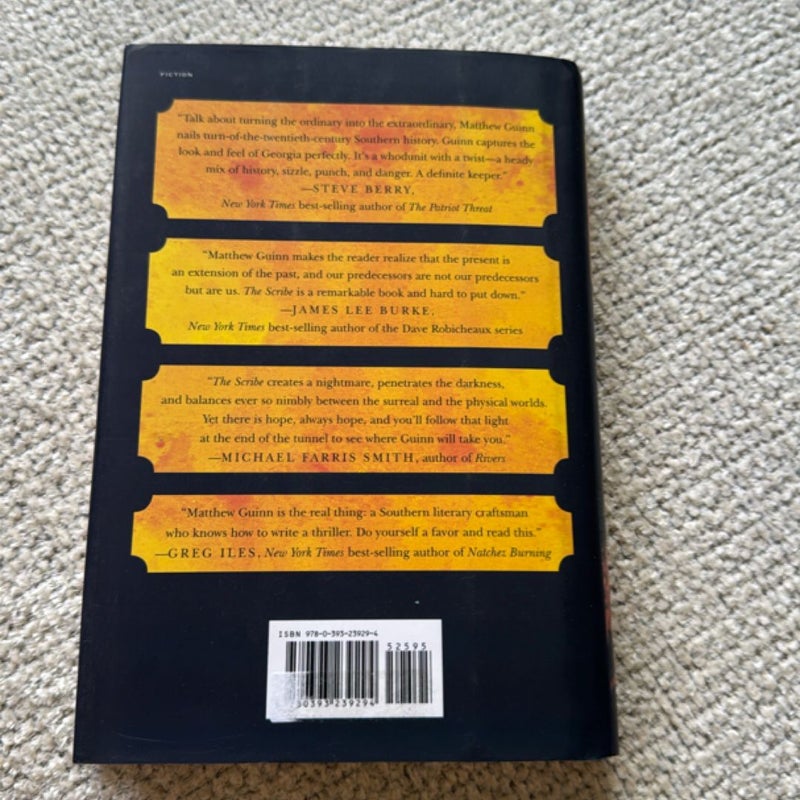 FICTION
“Talk about turning the ordinary into the extraordinary, Matthew Guinn
nails turn-of-the-twentieth-century Southern history. Guinn captures the
look and feel of Georgia perfectly. It’s a whodunit with a twist—a heady
mix of history, sizzle, punch, and danger. A definite keeper.”
—STEVE BERRY,
New York Times best-selling author of The Patriot Threat
“Matthew Guinn makes the reader realize that the present is
an extension of the past, and our predecessors are not our predecessors
but are us. The Scribe is a remarkable book and hard to put down.”
—JAMES LEE BURKE,
New York Times best-selling author of the Dave Robicheaux series
“The Scribe creates a nightmare, penetrates the darkness,
and balances ever so nimbly between the surreal and the physical worlds.
Yet there is hope, always hope, and you’ll follow that light
at the end of the tunnel to see where Guinn will take you.”
—MICHAEL FARRIS SMITH, author of Rivers
“Matthew Guinn is the real thing: a Southern literary craftsman
who knows how to write a thriller. Do yourself a favor and read this.”
—GREG ILES, New York Times best-selling author of Natchez Burning
ISBN 978-0-393-23929-4
52595
80393 239294